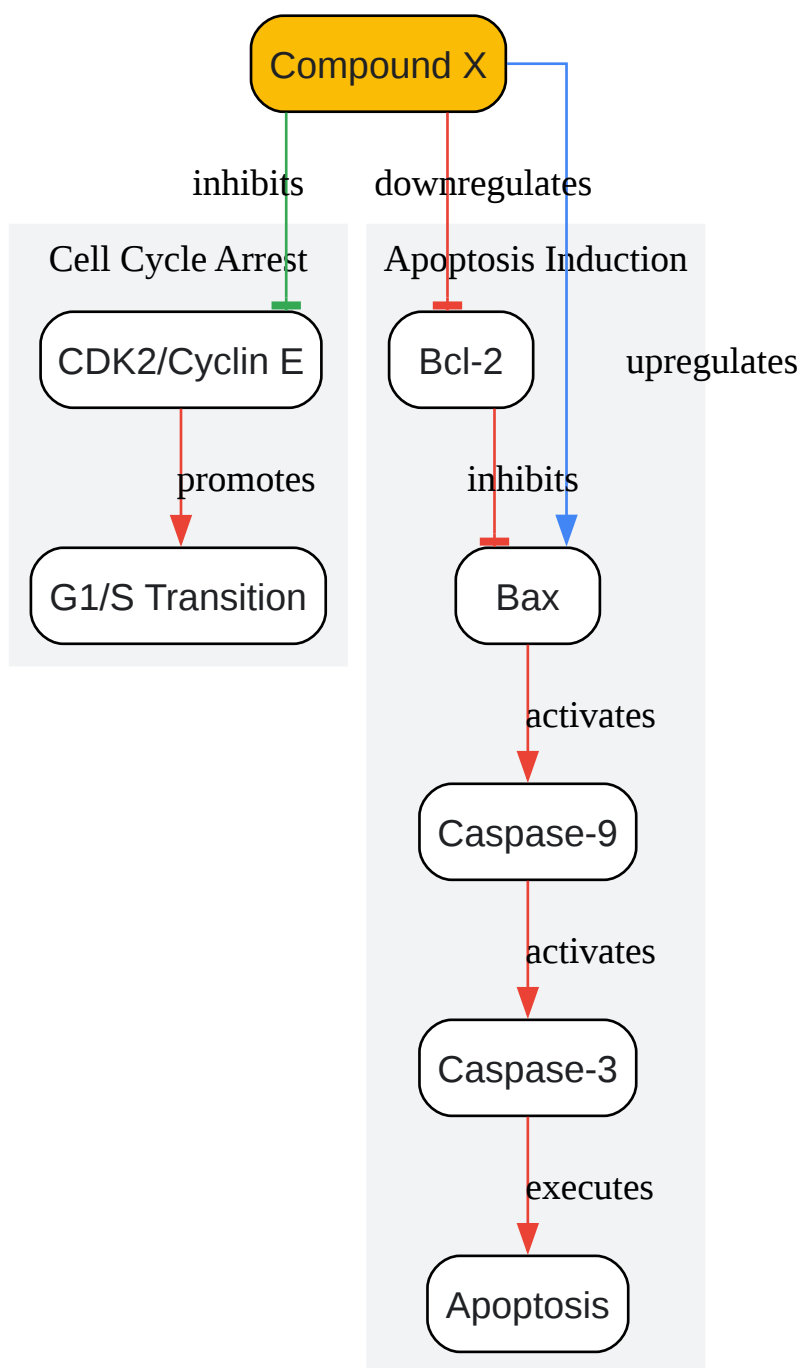 Compound X
inhibits
downregulates
Cell Cycle Arrest
Apoptosis Induction
CDK2/Cyclin E
Bcl-2
upregulates
promotes
inhibits
G1/S Transition
Bax
activates
Caspase-9
activates
Caspase-3
executes
Apoptosis